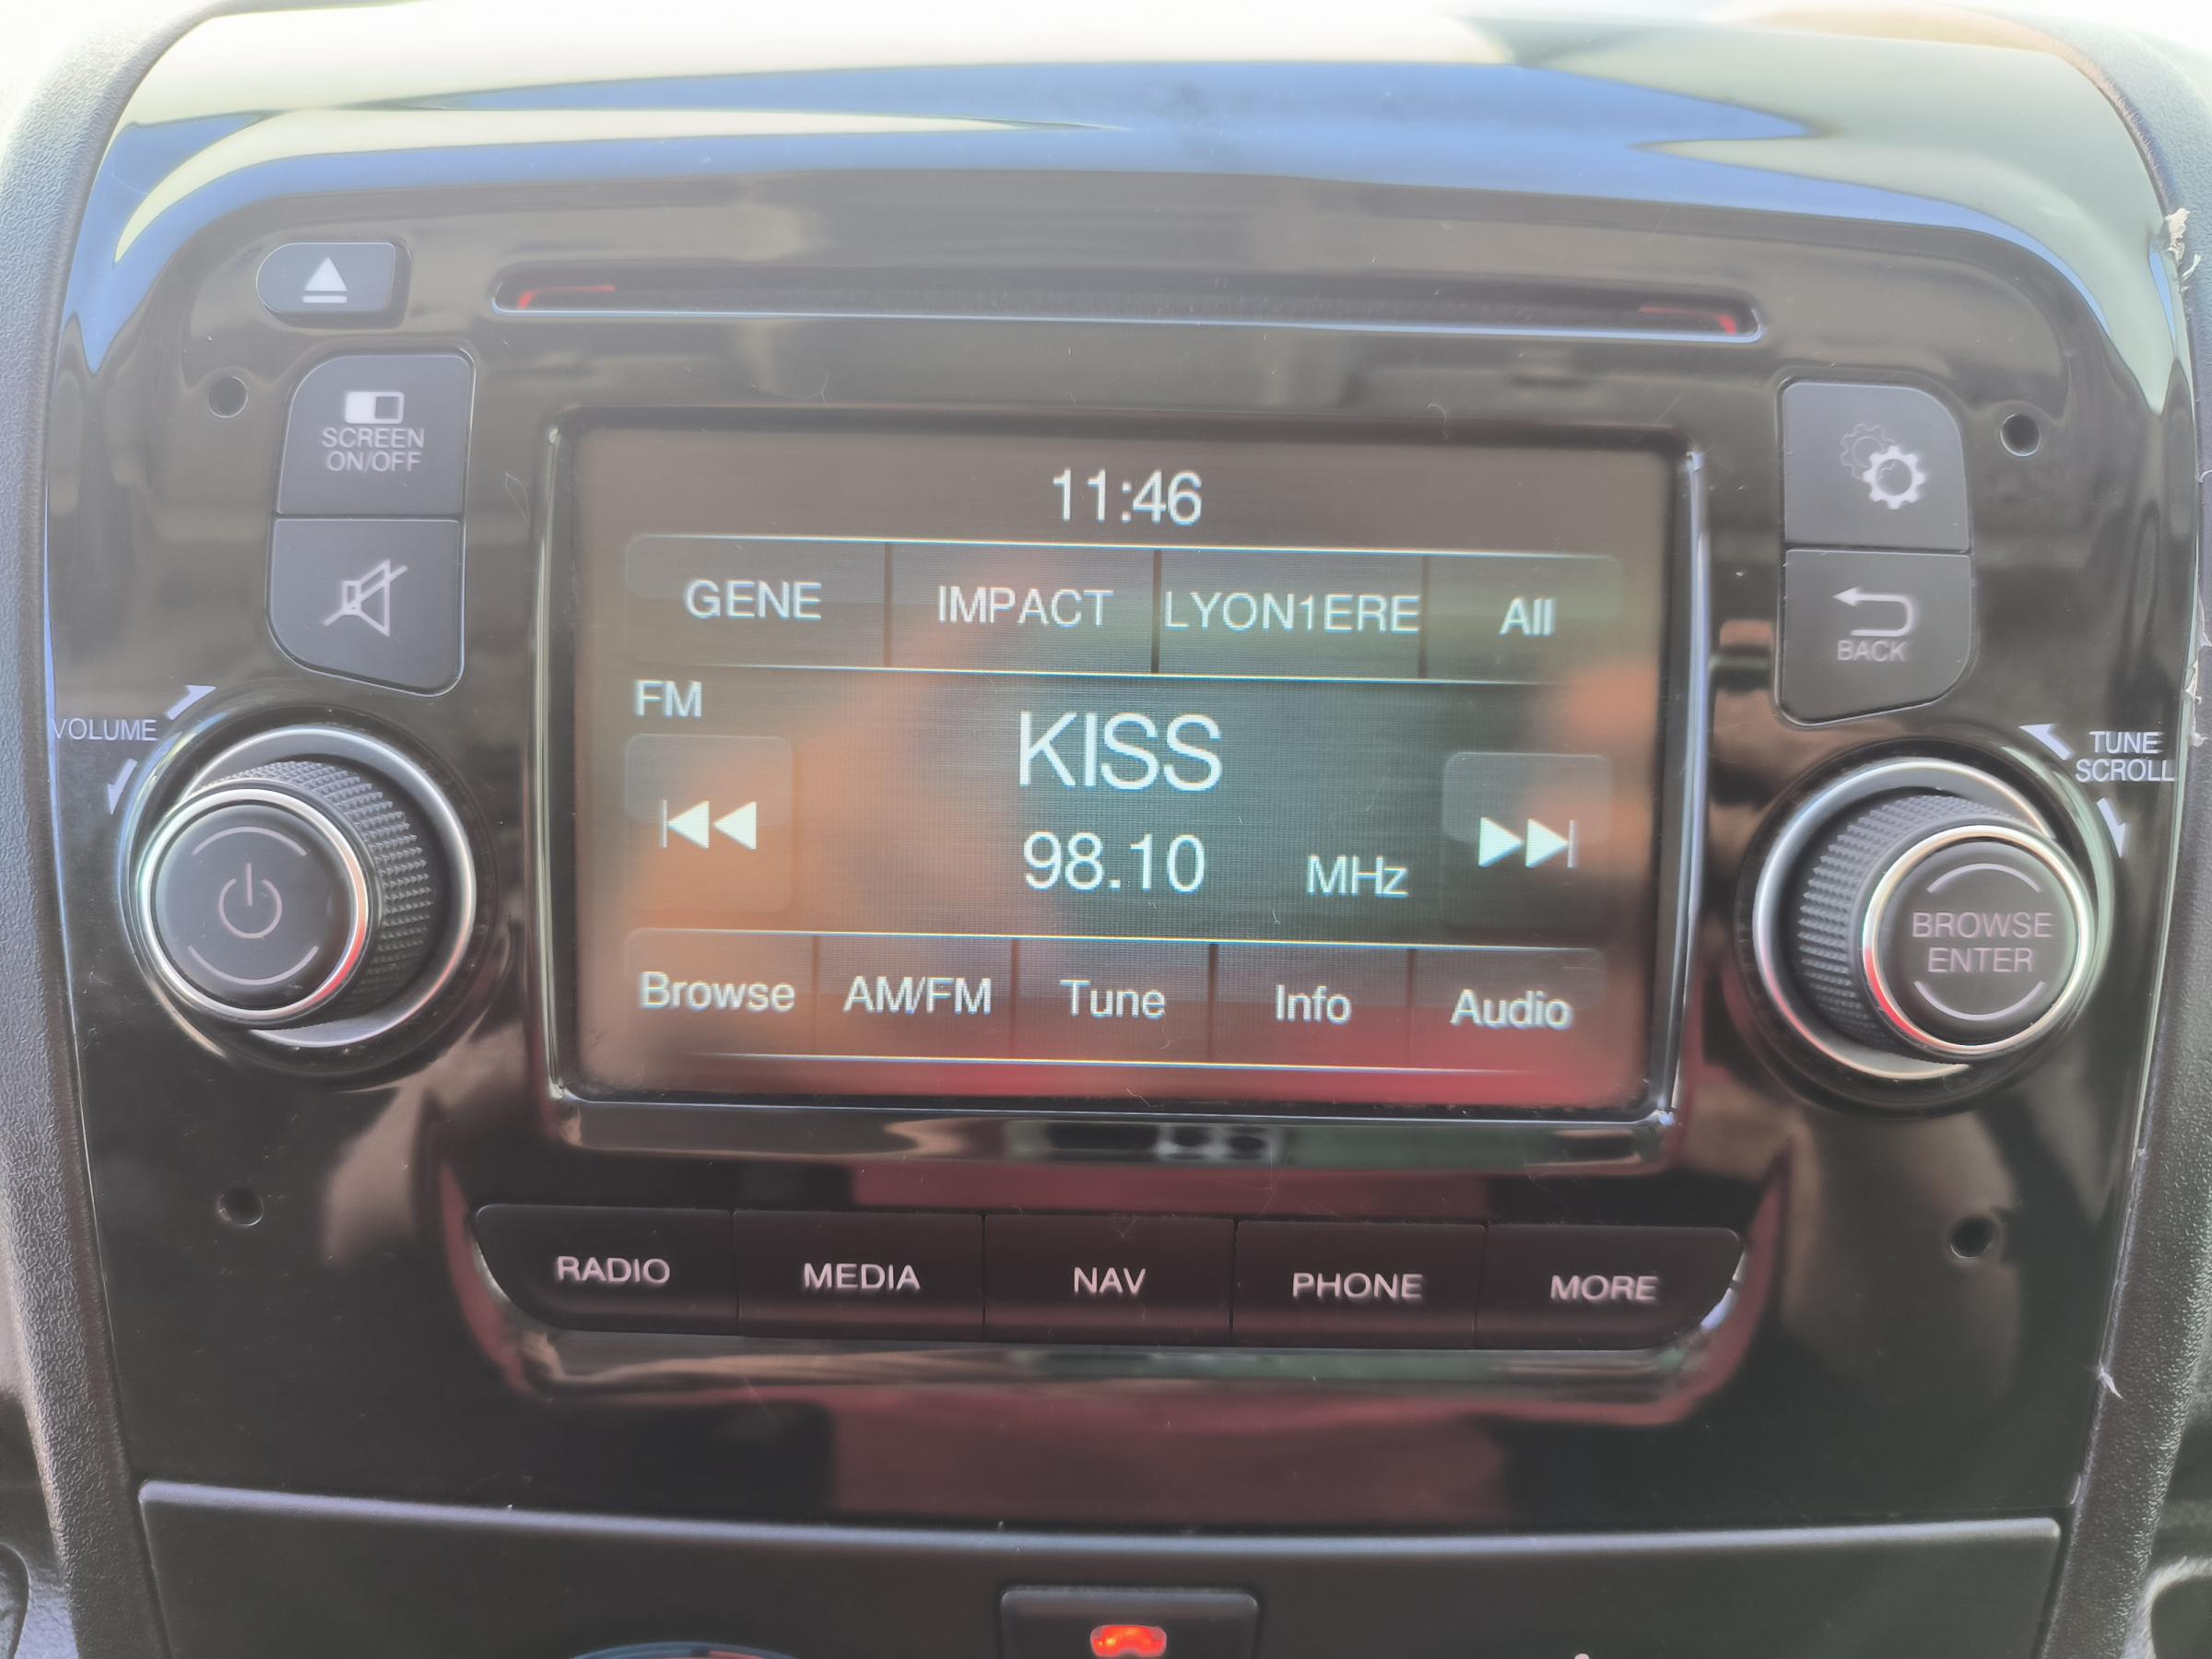 SCREEN
ON/OFF
11:46
GENE IMPACT LYON1ERE All
FM
KISS
98.10 MHz
Browse AM/FM Tune Info Audio
BACK
VOLUME
TUNE
SCROLL
BROWSE
ENTER
RADIO MEDIA NAV PHONE MORE